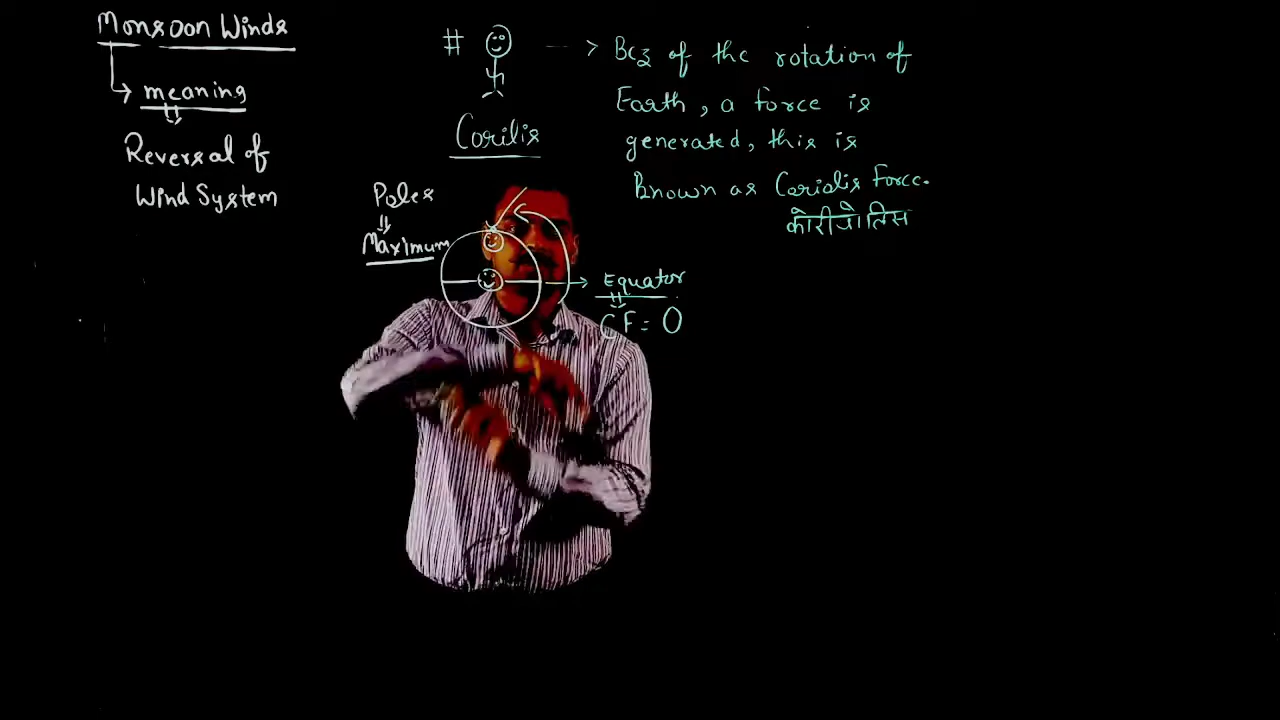 Monsoon Winds
meaning
Reversal of
Wind System
#
Corilis
Bcz of the rotation of
Earth, a force is
generated, this is
Known as Coriolis Force.
कोरीयोलिस
Poles
Maximum
Equator
CF = 0